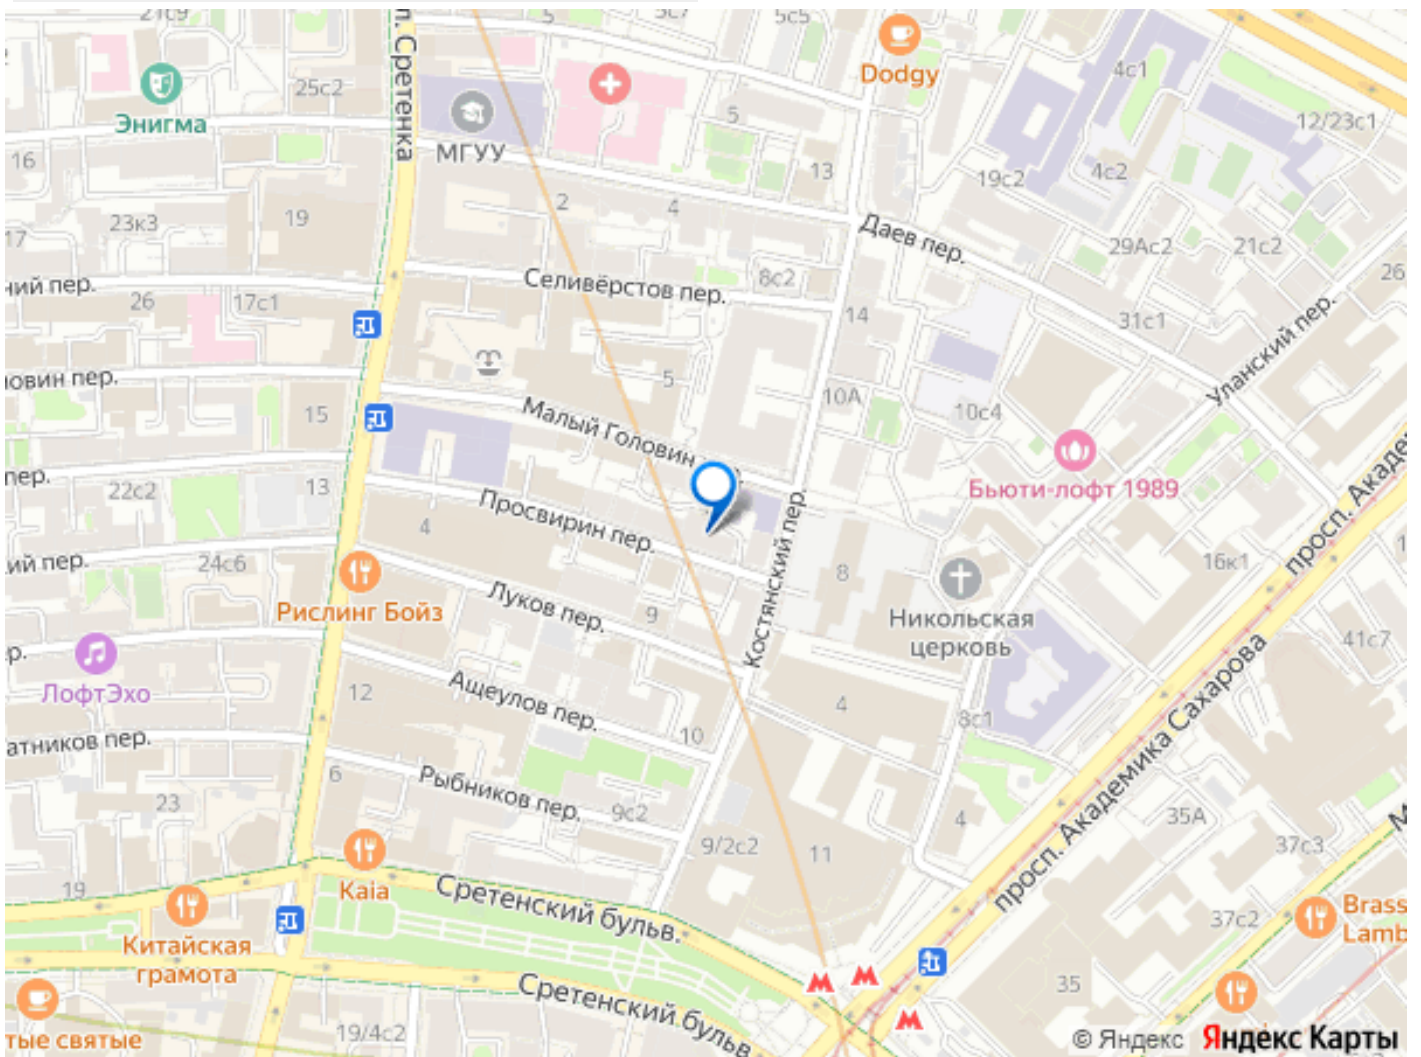 21с9
5
5с7
5с5
Dodgy
4с1
ул. Сретенка
25с2
Энигма
МГУУ
5
12/23с1
16
13
19с2
4с2
2
4
23к3
19
17
Даев пер.
29Ас2
21с2
26
ний пер.
Селивёрстов пер.
8с2
26
17с1
14
31с1
Уланский пер.
ловин пер.
5
10А
15
Малый Головин
10с4
пер.
22с2
13
Бьюти-лофт 1989
Просвирин пер.
4
Костянский пер.
просп. Академика
ий пер.
24с6
8
16к1
Рислинг Бойз
Луков пер.
9
Никольская
церковь
41с7
р.
ЛофтЭхо
Ащеулов пер.
12
4
8с1
10
просп. Академика Сахарова
атников пер.
6
Рыбников пер.
9с2
23
4
35А
9/2с2
11
37с3
19
Kaia
Сретенский бульв.
37с2
Brass
Lamb
Китайская
грамота
Сретенский бульв.
35
19/4с2
тые святые
© Яндекс Яндекс Карты